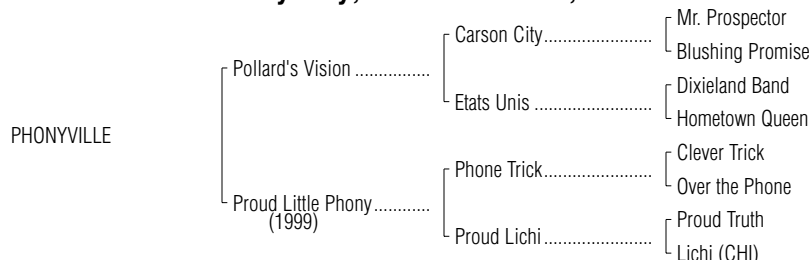 Mr. Prospector
Carson City
Blushing Promise
Pollard's Vision
Dixieland Band
Etats Unis
Hometown Queen
PHONYVILLE
Clever Trick
Phone Trick
Over the Phone
Proud Little Phony
(1999)
Proud Truth
Proud Lichi
Lichi (CHI)